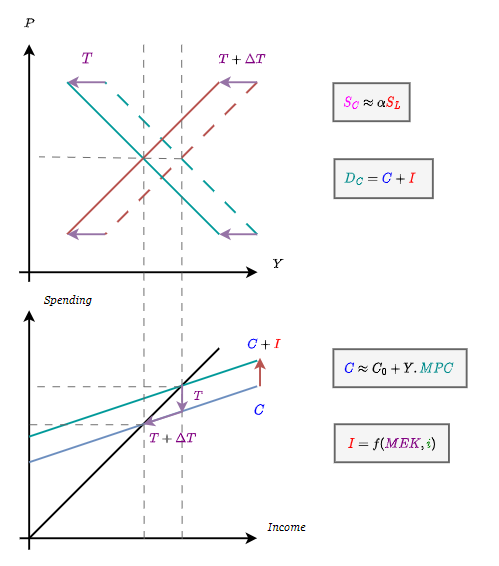 P
T
T + ΔT
S_C ≈ αS_L
D_C = C + I
Y
Spending
C + I
C ≈ C_0 + Y.MPC
T
C
T + ΔT
I = f(MEK, i)
Income